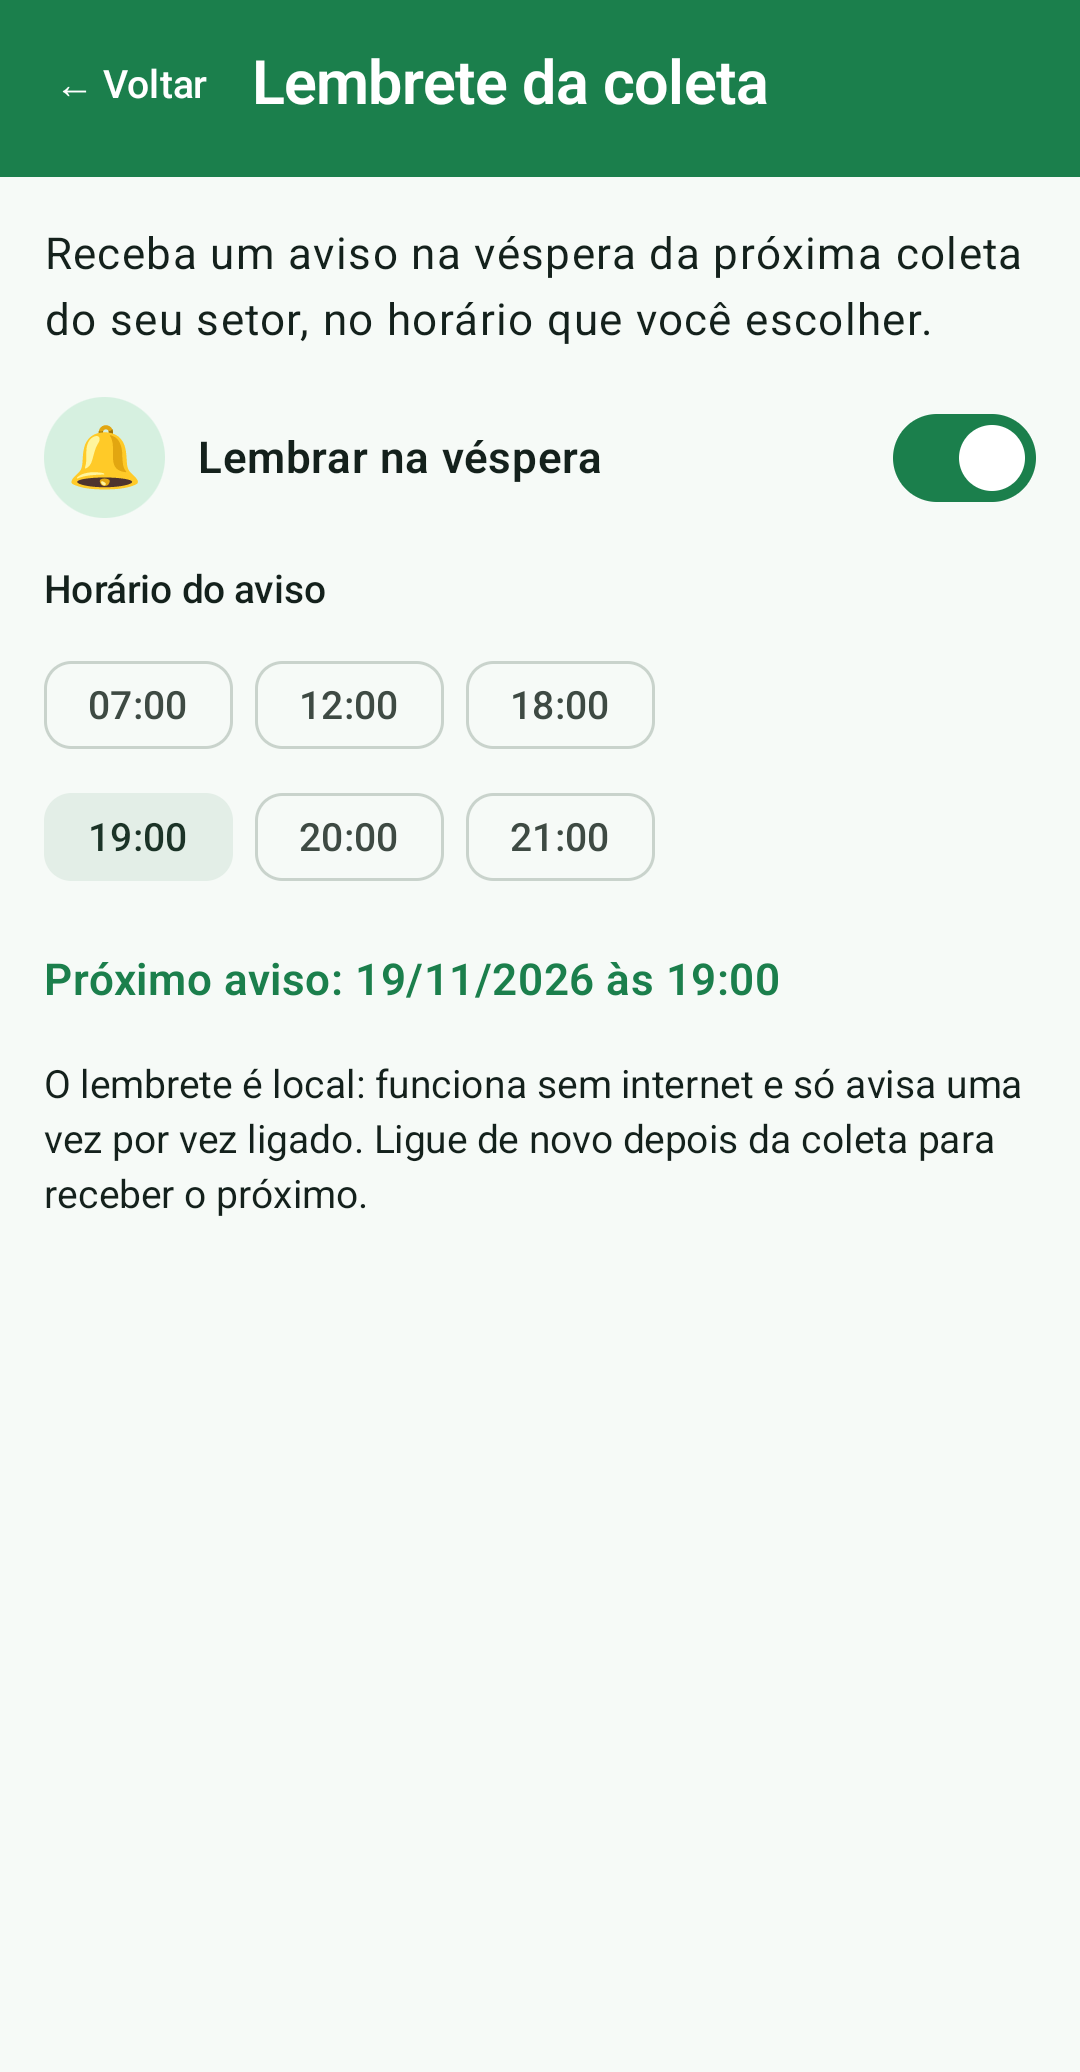 ← Voltar Lembrete da coleta
Receba um aviso na véspera da próxima coleta
do seu setor, no horário que você escolher.
Lembrar na véspera
Horário do aviso
07:00 12:00 18:00
19:00 20:00 21:00
Próximo aviso: 19/11/2026 às 19:00
O lembrete é local: funciona sem internet e só avisa uma
vez por vez ligado. Ligue de novo depois da coleta para
receber o próximo.